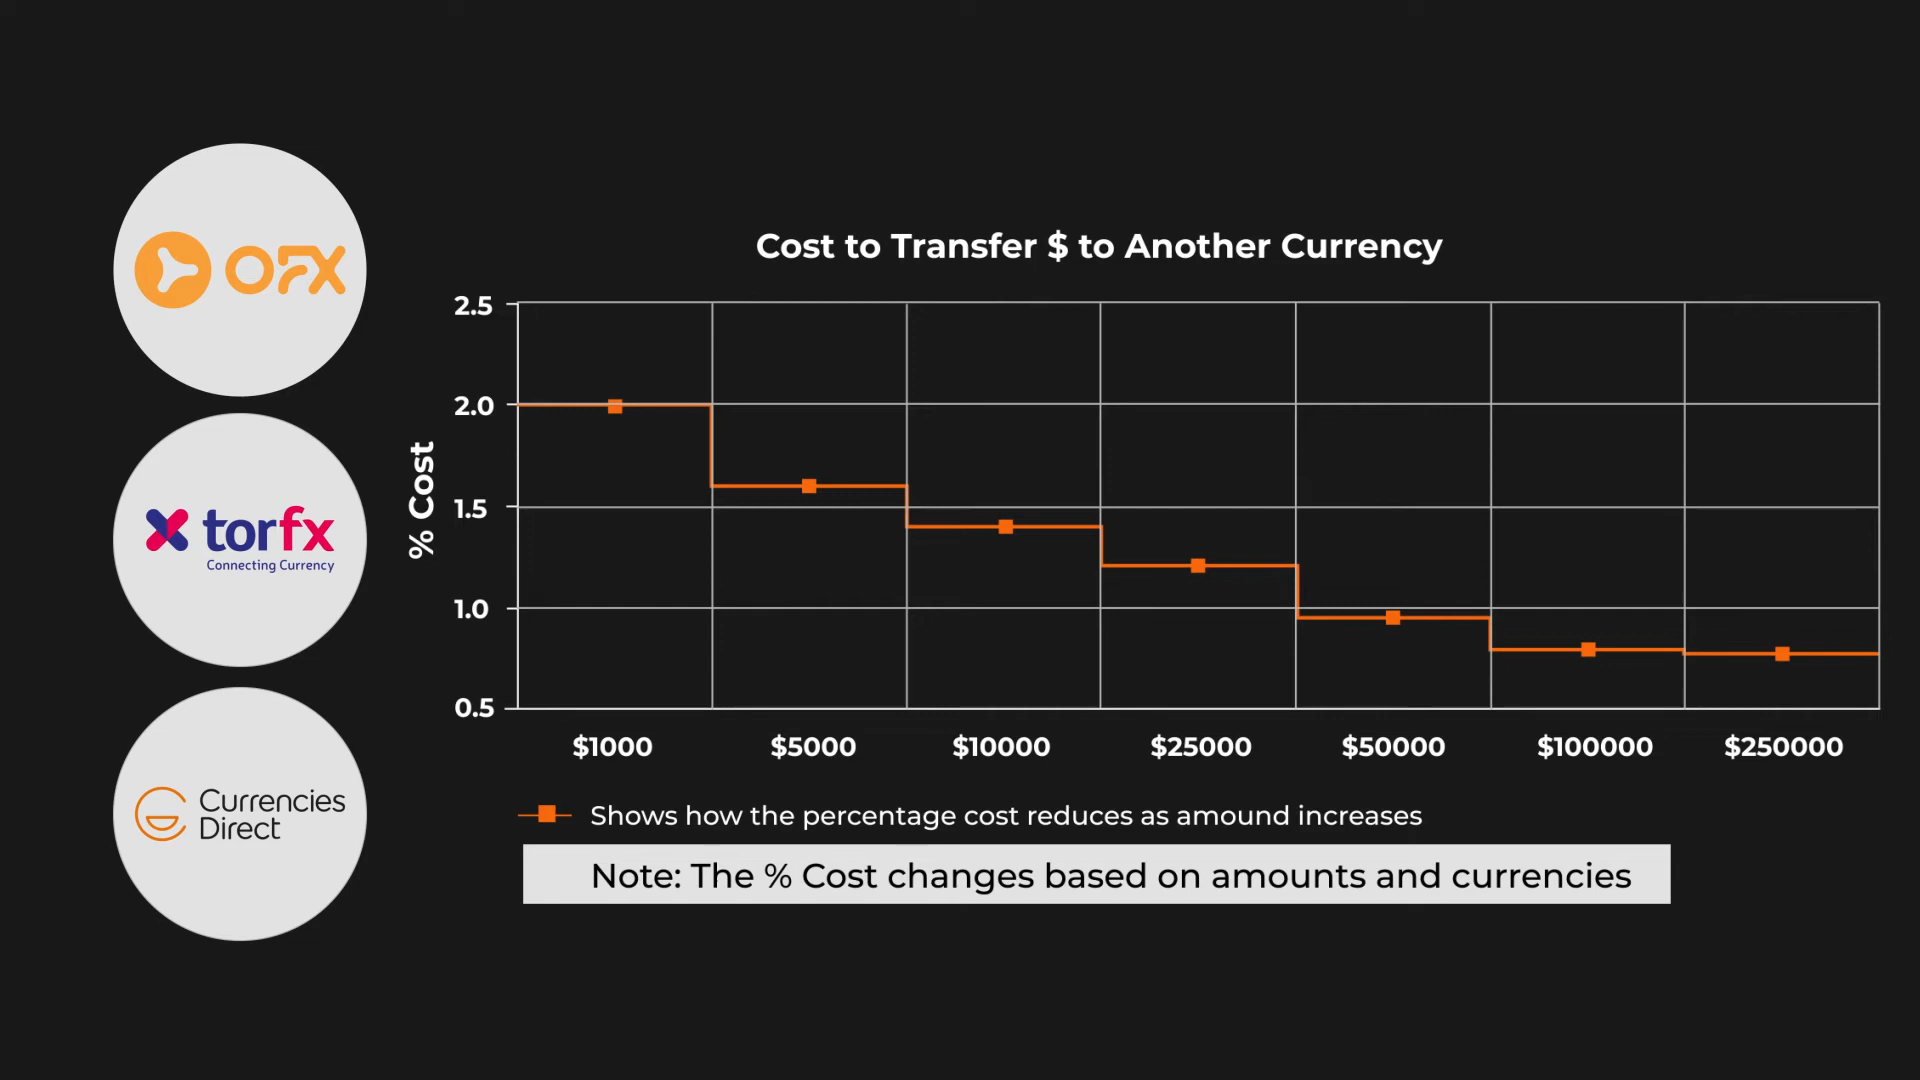 OFX
torfx
Connecting Currency
Currencies
Direct
Cost to Transfer $ to Another Currency
% Cost
2.5
2.0
1.5
1.0
0.5
$1000 $5000 $10000 $25000 $50000 $100000 $250000
Shows how the percentage cost reduces as amound increases
Note: The % Cost changes based on amounts and currencies